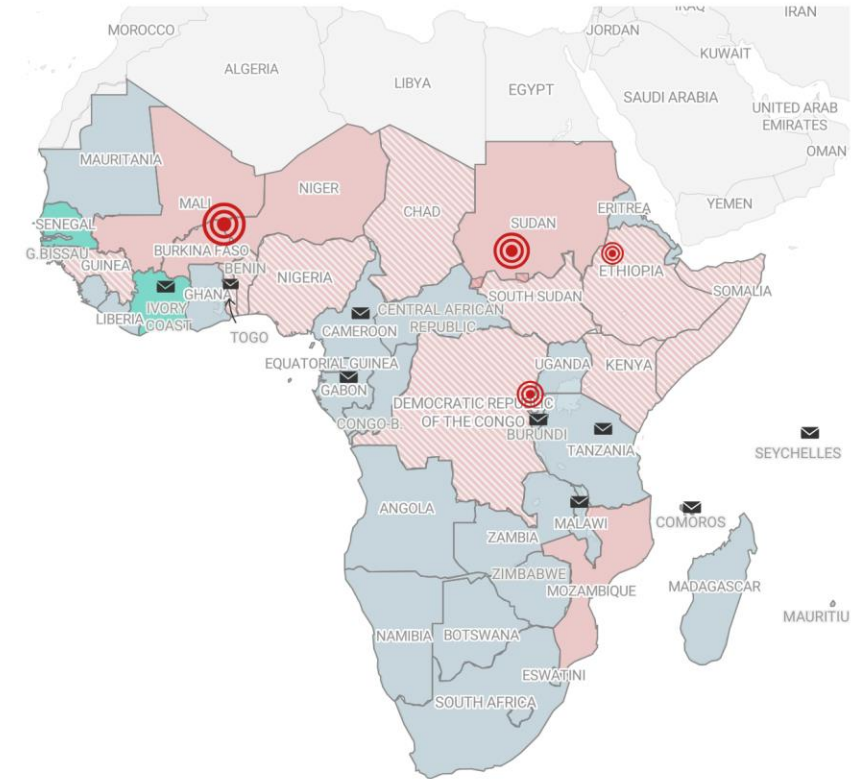 MOROCCO
IRAQ
IRAN
JORDAN
KUWAIT
ALGERIA
LIBYA
EGYPT
SAUDI ARABIA
UNITED ARAB
EMIRATES
OMAN
MAURITANIA
MALI
NIGER
CHAD
SUDAN
ERITREA
YEMEN
SENEGAL
G.BISSAU
GUINEA
BURKINA FASO
BENIN
NIGERIA
ETHIOPIA
SOUTH SUDAN
SOMALIA
GHANA
IVORY
COAST
LIBERIA
TOGO
CAMEROON
CENTRAL AFRICAN
REPUBLIC
EQUATORIAL GUINEA
GABON
UGANDA
KENYA
CONGO-B.
DEMOCRATIC REPUBLIC
OF THE CONGO
BURUNDI
TANZANIA
SEYCHELLES
ANGOLA
MALAWI
COMOROS
ZAMBIA
ZIMBABWE
MOZAMBIQUE
MADAGASCAR
MAURITIU
NAMIBIA
BOTSWANA
ESWATINI
SOUTH AFRICA